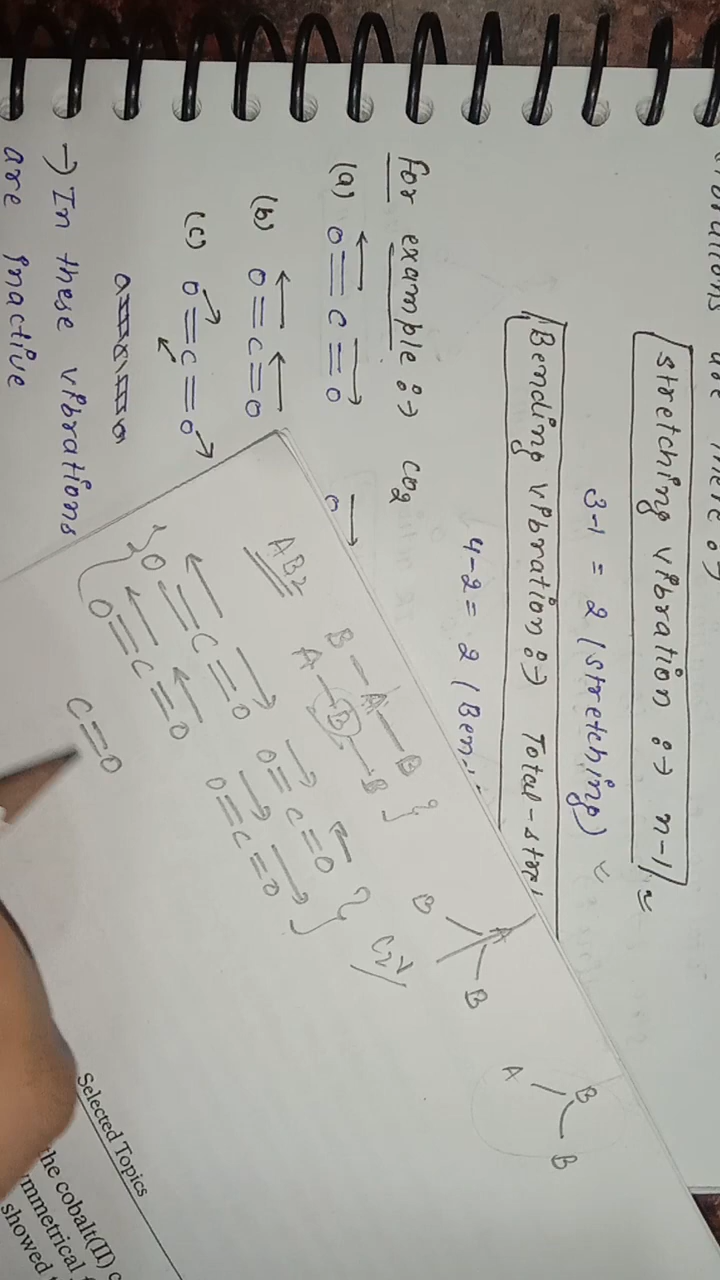 stretching vibration :→ n-1
3-1 = 2 (stretching)
Bending vibration :→ Total-stre
4-2 = 2 (Ben
for example :→ CO2
(a) O=C=O
(b) O=C=O
(c) O=C=O
→) In these vibrations
are inactive
AB2
B-A-B
A-B-B
O=C=O O=C=O
O=C=O O=C=O
C=O
B A B
A B B
Selected Topics
the cobalt(II) c
mmetrical
showed